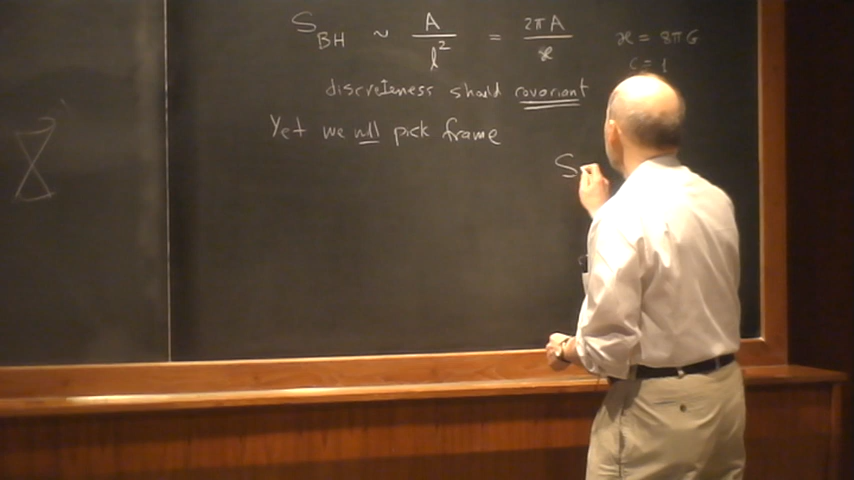 S_BH ~ A / l² = 2πA / ϰ   ϰ = 8πG
c = 1
discreteness should covariant
Yet we will pick frame
S